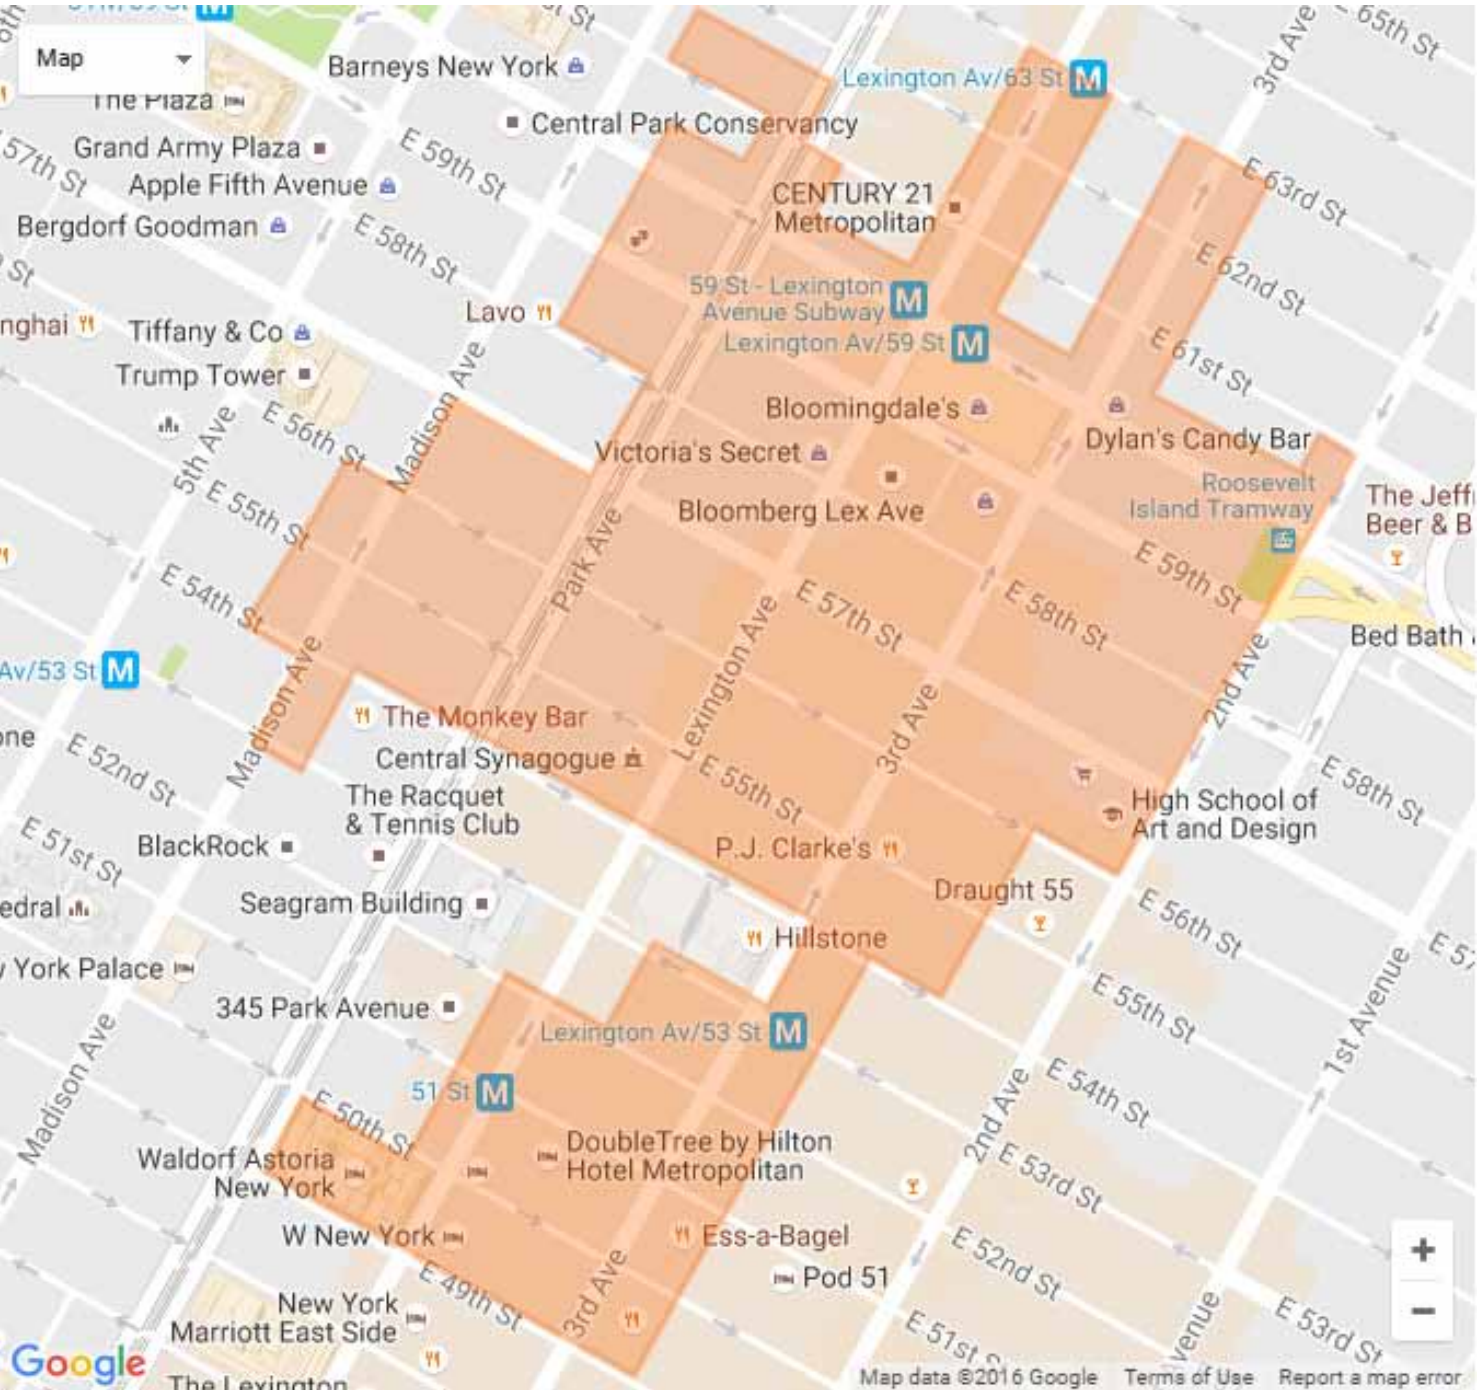 Map
Barneys New York
Lexington Av/63 St
3rd Ave
65th St
The Plaza
Central Park Conservancy
Grand Army Plaza
57th St
E 59th St
Apple Fifth Avenue
CENTURY 21
Metropolitan
E 63rd St
Bergdorf Goodman
E 58th St
E 62nd St
59 St - Lexington
Avenue Subway
Lavo
Tiffany & Co
Lexington Av/59 St
E 61st St
Trump Tower
Madison Ave
5th Ave
E 56th St
Bloomingdale's
Dylan's Candy Bar
Victoria's Secret
Roosevelt
Island Tramway
E 55th St
Bloomberg Lex Ave
The Jeff
Beer & B
Park Ave
E 59th St
E 54th St
E 57th St
E 58th St
Av/53 St
Bed Bath
Madison Ave
Lexington Ave
3rd Ave
2nd Ave
The Monkey Bar
Central Synagogue
E 52nd St
E 55th St
E 58th St
The Racquet
& Tennis Club
High School of
Art and Design
E 51st St
BlackRock
P.J. Clarke's
Seagram Building
Draught 55
E 56th St
Hillstone
York Palace
345 Park Avenue
E 55th St
1st Avenue
Lexington Av/53 St
51 St
Madison Ave
2nd Ave
E 54th St
E 50th St
Waldorf Astoria
New York
DoubleTree by Hilton
Hotel Metropolitan
E 53rd St
W New York
Ess-a-Bagel
E 52nd St
Pod 51
E 49th St
3rd Ave
New York
Marriott East Side
E 51st S
E 53rd St
Google
The Lexington
Map data ©2016 Google
Terms of Use
Report a map error